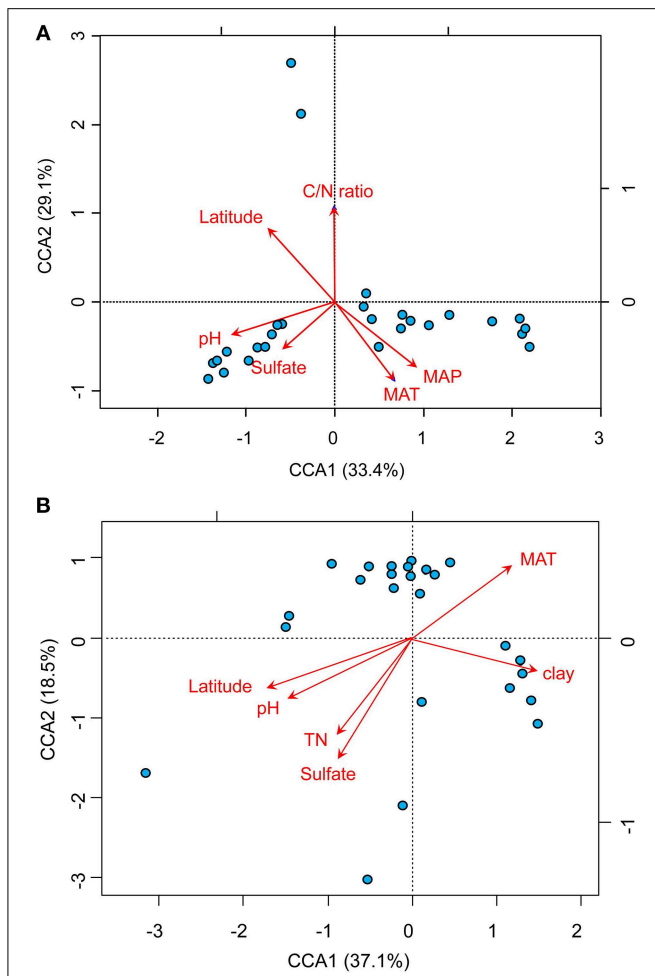 A
3
2
1
0
-1
CCA2 (29.1%)
C/N ratio
Latitude
pH
Sulfate
MAP
MAT
1
0
-2
-1
0
1
2
3
CCA1 (33.4%)
B
1
0
-1
-2
-3
CCA2 (18.5%)
MAT
clay
Latitude
pH
TN
Sulfate
0
-1
-3
-2
-1
0
1
2
CCA1 (37.1%)